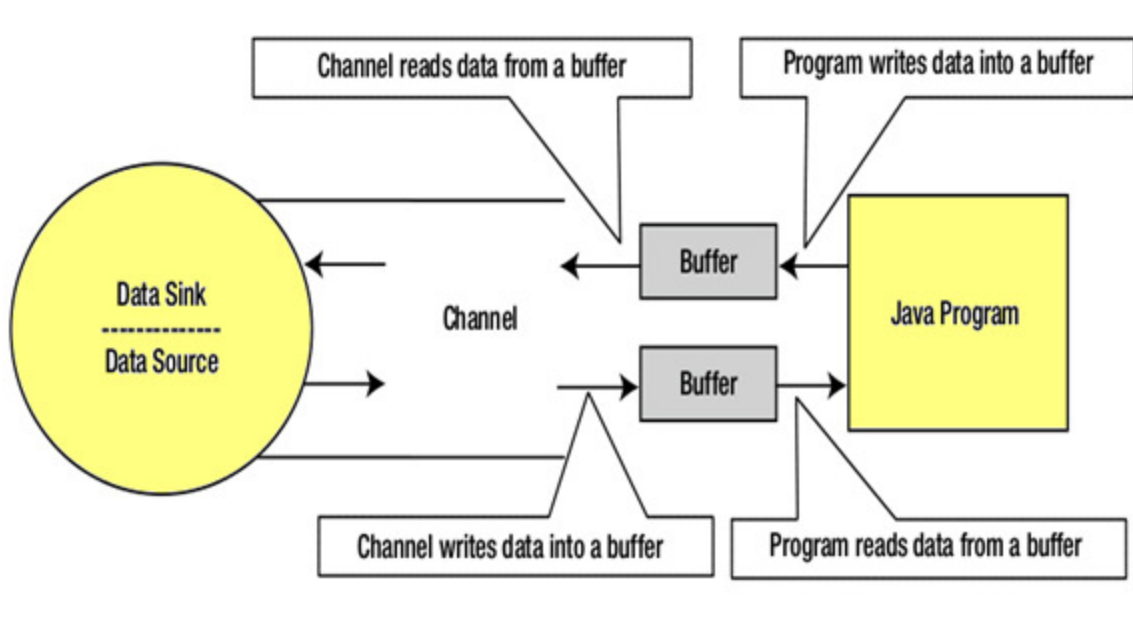 Channel reads data from a buffer
Program writes data into a buffer
Data Sink
Data Source
Channel
Buffer
Buffer
Java Program
Channel writes data into a buffer
Program reads data from a buffer